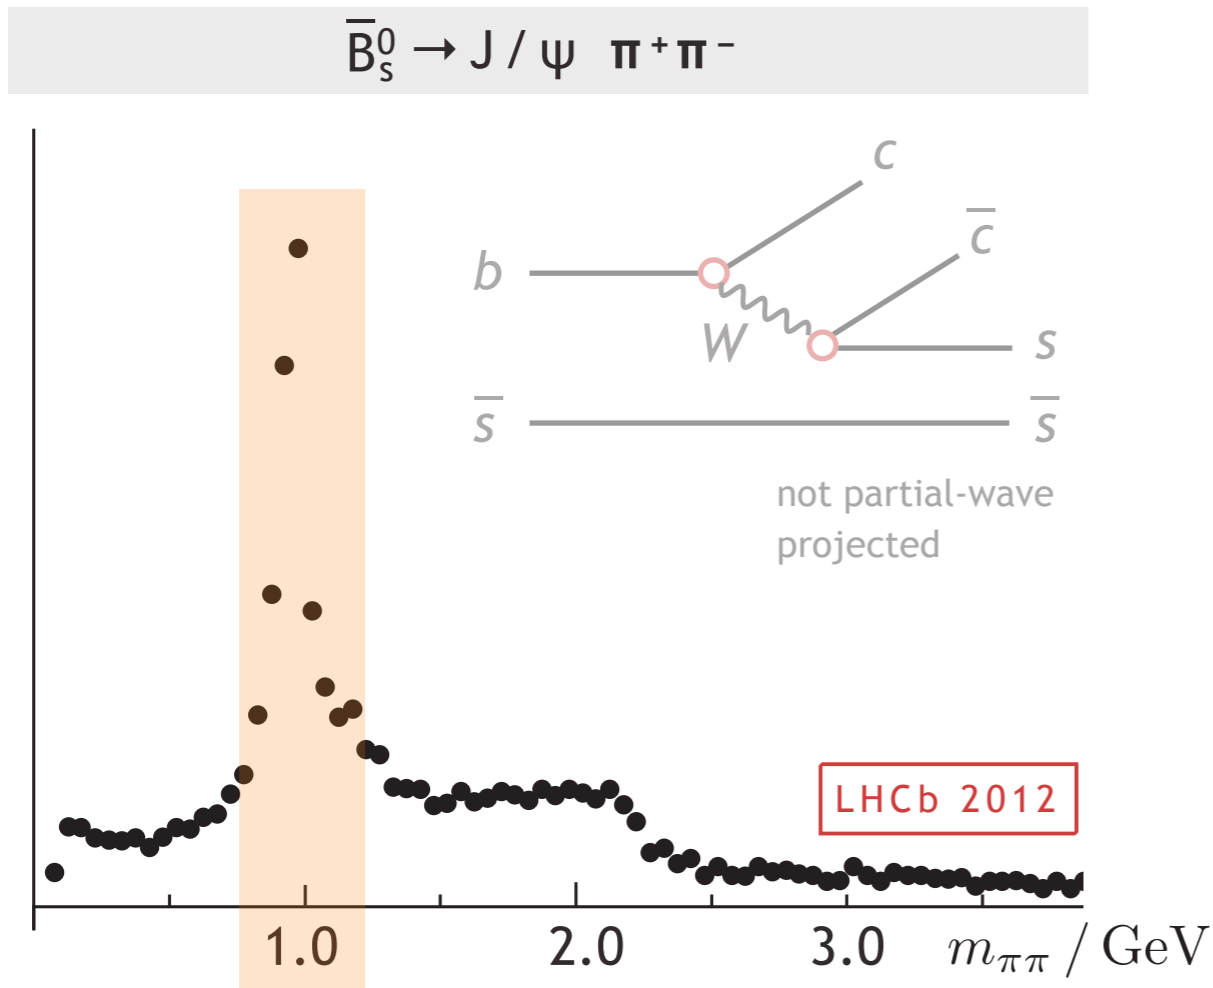 B̅⁰ₛ → J / ψ π⁺π⁻
c
c̅
b
W
s
s̅
s̅
not partial-wave
projected
LHCb 2012
1.0 2.0 3.0 m_ππ / GeV